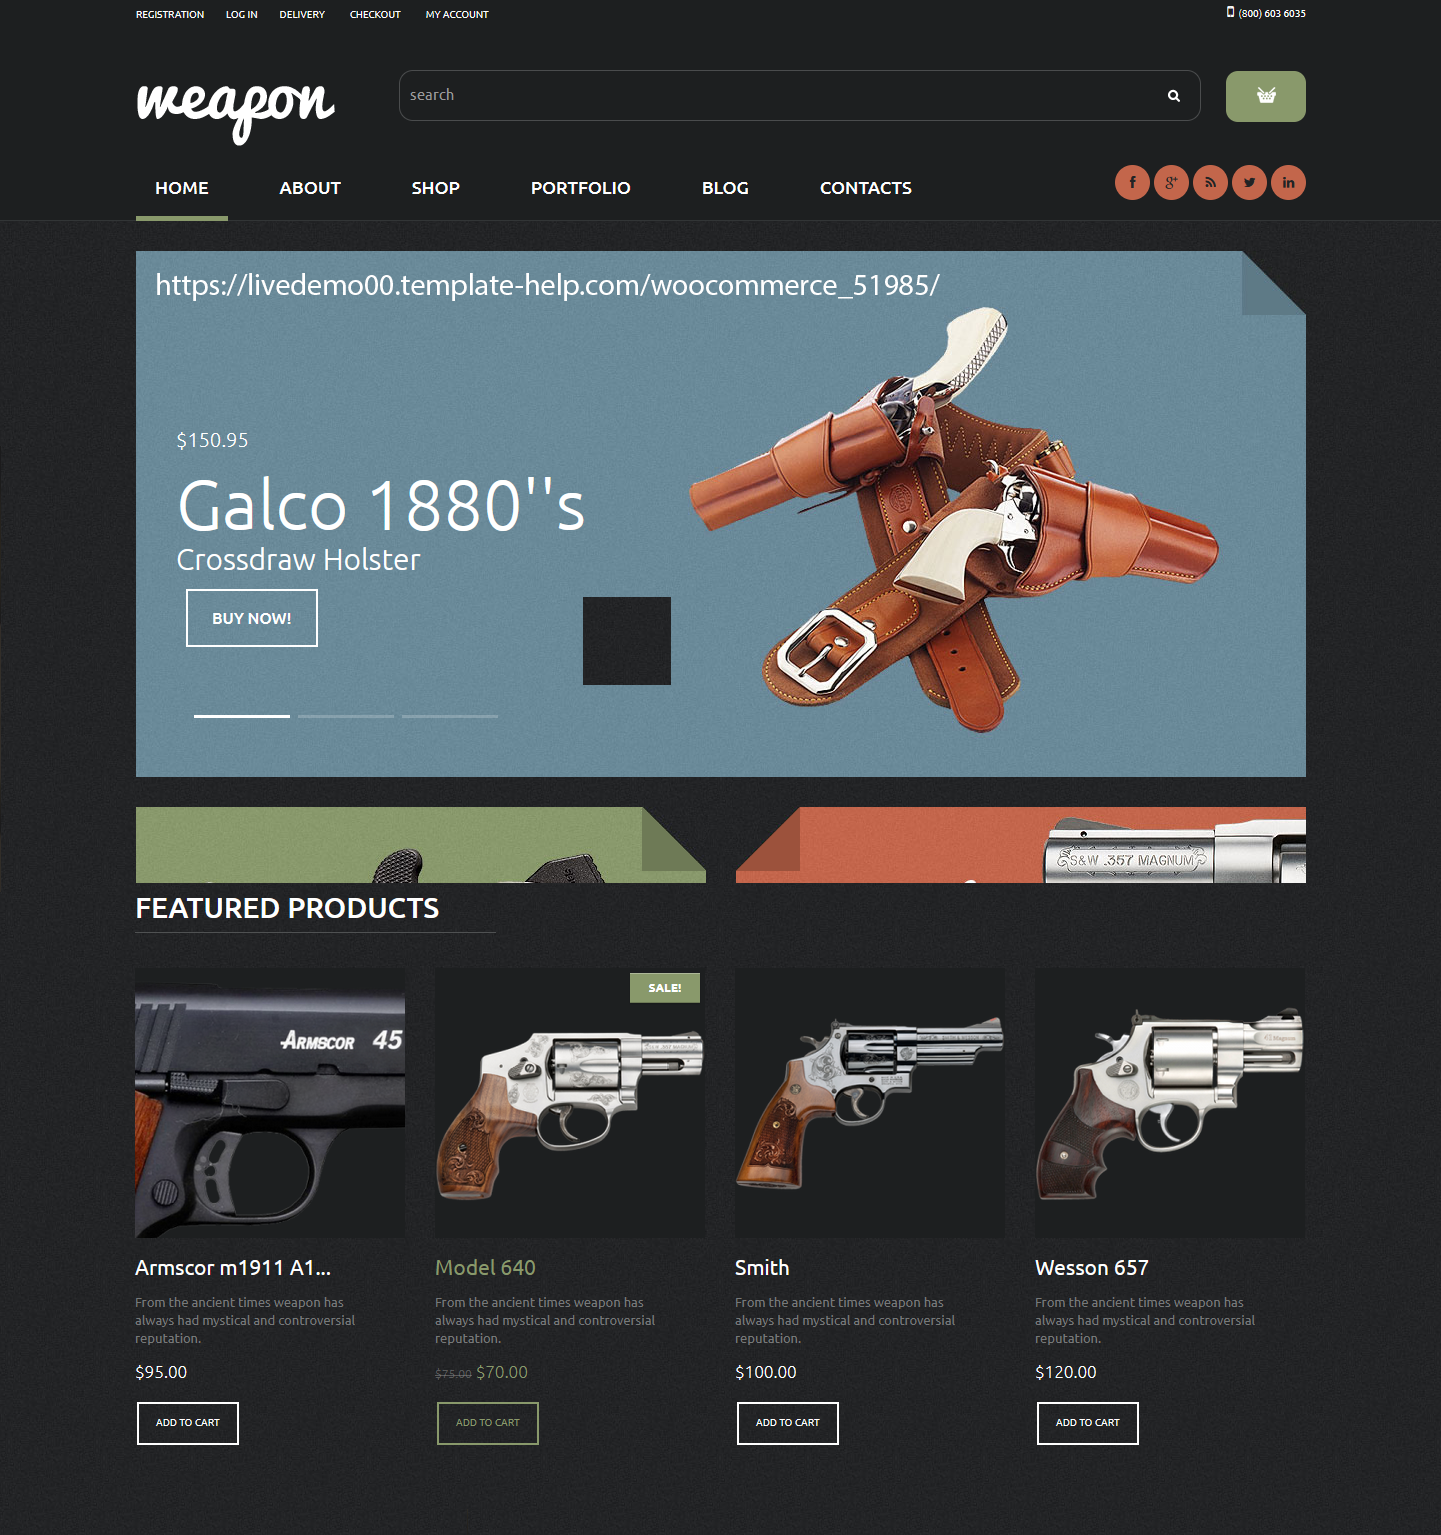 REGISTRATION LOG IN DELIVERY CHECKOUT MY ACCOUNT (800) 603 6035
weapon
search
HOME ABOUT SHOP PORTFOLIO BLOG CONTACTS
https://livedemo00.template-help.com/woocommerce_51985/
$150.95
Galco 1880''s
Crossdraw Holster
BUY NOW!
S&W .357 MAGNUM
FEATURED PRODUCTS
SALE!
ARMSCOR 45
Armscor m1911 A1...
From the ancient times weapon has
always had mystical and controversial
reputation.
$95.00
ADD TO CART
Model 640
From the ancient times weapon has
always had mystical and controversial
reputation.
$75.00 $70.00
ADD TO CART
Smith
From the ancient times weapon has
always had mystical and controversial
reputation.
$100.00
ADD TO CART
Wesson 657
From the ancient times weapon has
always had mystical and controversial
reputation.
$120.00
ADD TO CART